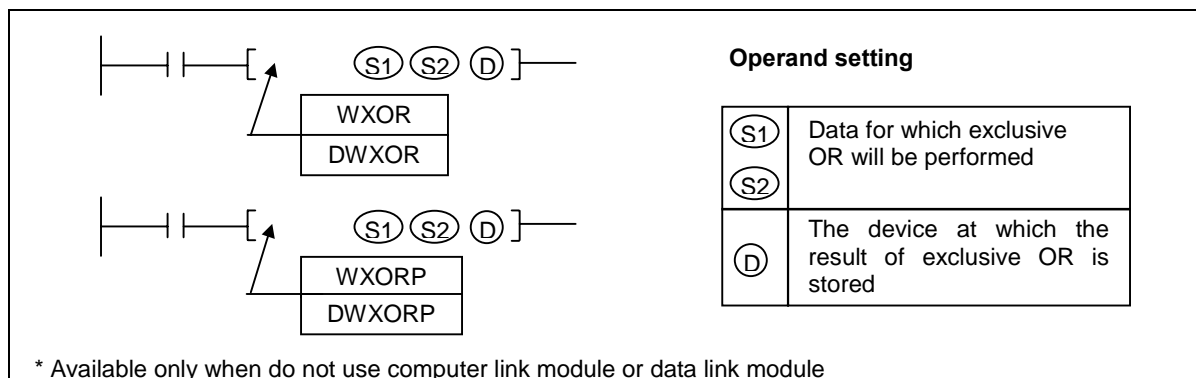 S1 S2 D
WXOR
DWXOR
S1 S2 D
WXORP
DWXORP
Operand setting
S1
S2
Data for which exclusive
OR will be performed
D
The device at which the
result of exclusive OR is
stored
* Available only when do not use computer link module or data link module